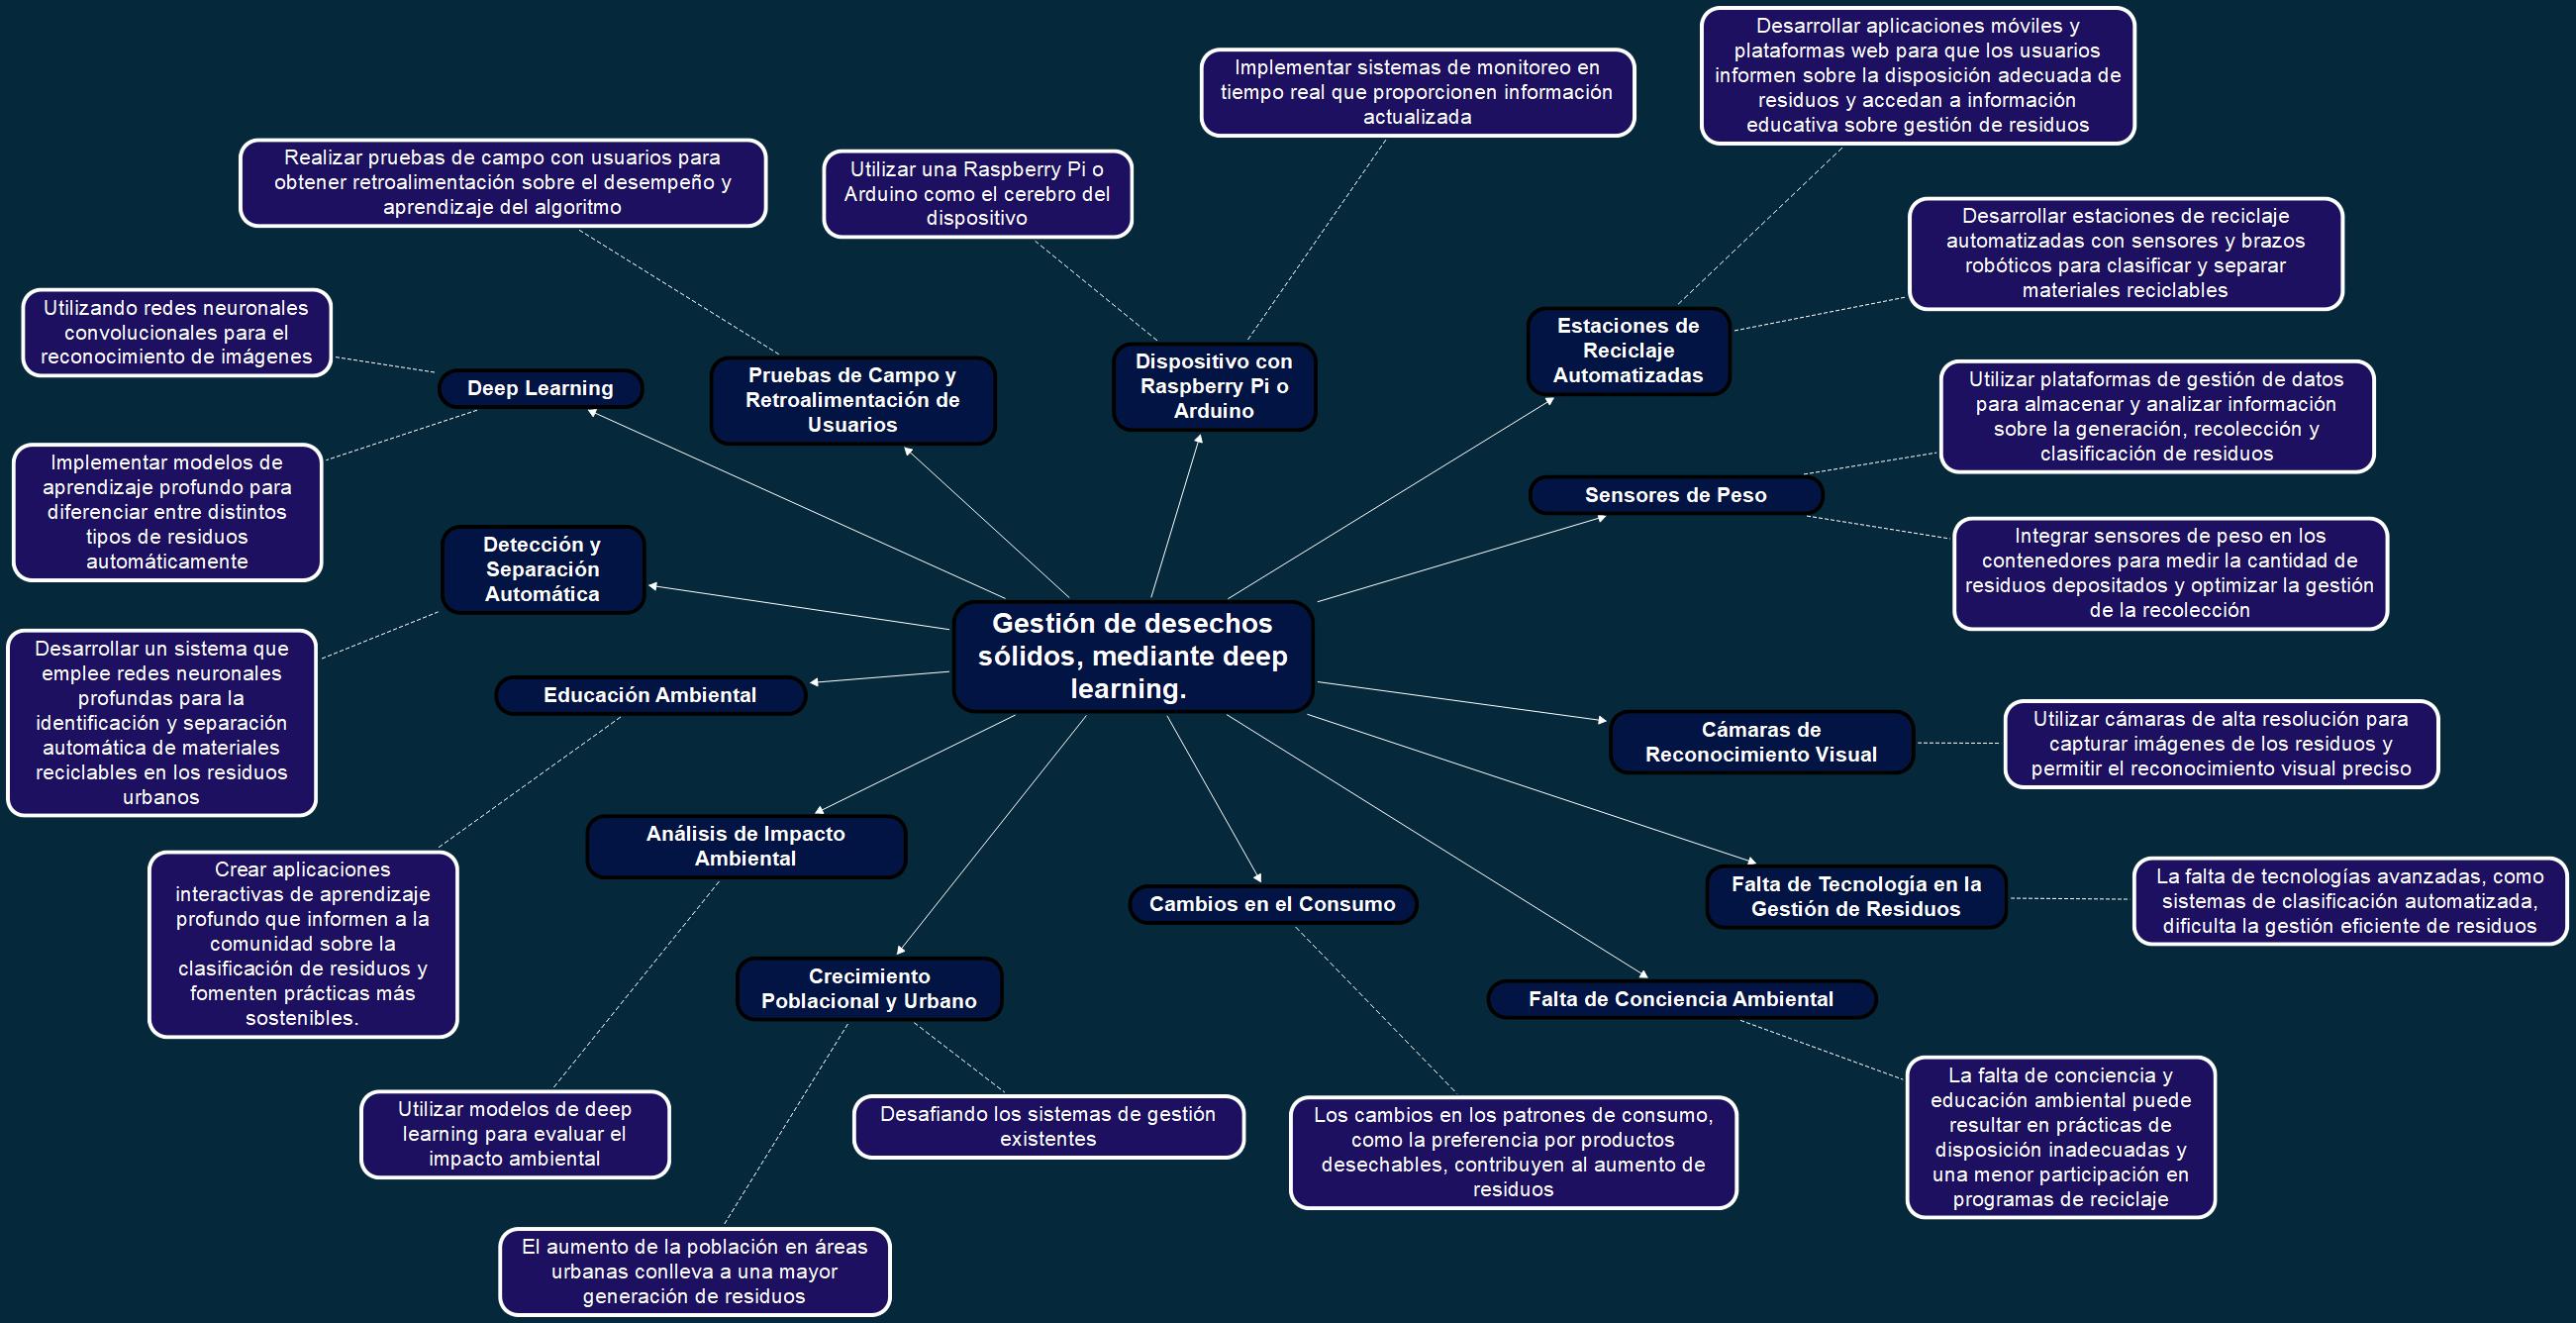 Desarrollar aplicaciones móviles y
plataformas web para que los usuarios
informen sobre la disposición adecuada de
residuos y accedan a información
educativa sobre gestión de residuos
Implementar sistemas de monitoreo en
tiempo real que proporcionen información
actualizada
Realizar pruebas de campo con usuarios para
obtener retroalimentación sobre el desempeño y
aprendizaje del algoritmo
Utilizar una Raspberry Pi o
Arduino como el cerebro del
dispositivo
Desarrollar estaciones de reciclaje
automatizadas con sensores y brazos
robóticos para clasificar y separar
materiales reciclables
Utilizando redes neuronales
convolucionales para el
reconocimiento de imágenes
Deep Learning
Pruebas de Campo y
Retroalimentación de
Usuarios
Dispositivo con
Raspberry Pi o
Arduino
Estaciones de
Reciclaje
Automatizadas
Utilizar plataformas de gestión de datos
para almacenar y analizar información
sobre la generación, recolección y
clasificación de residuos
Implementar modelos de
aprendizaje profundo para
diferenciar entre distintos
tipos de residuos
automáticamente
Sensores de Peso
Detección y
Separación
Automática
Integrar sensores de peso en los
contenedores para medir la cantidad de
residuos depositados y optimizar la gestión
de la recolección
Gestión de desechos
sólidos, mediante deep
learning.
Desarrollar un sistema que
emplee redes neuronales
profundas para la
identificación y separación
automática de materiales
reciclables en los residuos
urbanos
Educación Ambiental
Cámaras de
Reconocimiento Visual
Utilizar cámaras de alta resolución para
capturar imágenes de los residuos y
permitir el reconocimiento visual preciso
Análisis de Impacto
Ambiental
Crear aplicaciones
interactivas de aprendizaje
profundo que informen a la
comunidad sobre la
clasificación de residuos y
fomenten prácticas más
sostenibles.
Cambios en el Consumo
Falta de Tecnología en la
Gestión de Residuos
La falta de tecnologías avanzadas, como
sistemas de clasificación automatizada,
dificulta la gestión eficiente de residuos
Crecimiento
Poblacional y Urbano
Falta de Conciencia Ambiental
Utilizar modelos de deep
learning para evaluar el
impacto ambiental
Desafiando los sistemas de gestión
existentes
Los cambios en los patrones de consumo,
como la preferencia por productos
desechables, contribuyen al aumento de
residuos
La falta de conciencia y
educación ambiental puede
resultar en prácticas de
disposición inadecuadas y
una menor participación en
programas de reciclaje
El aumento de la población en áreas
urbanas conlleva a una mayor
generación de residuos